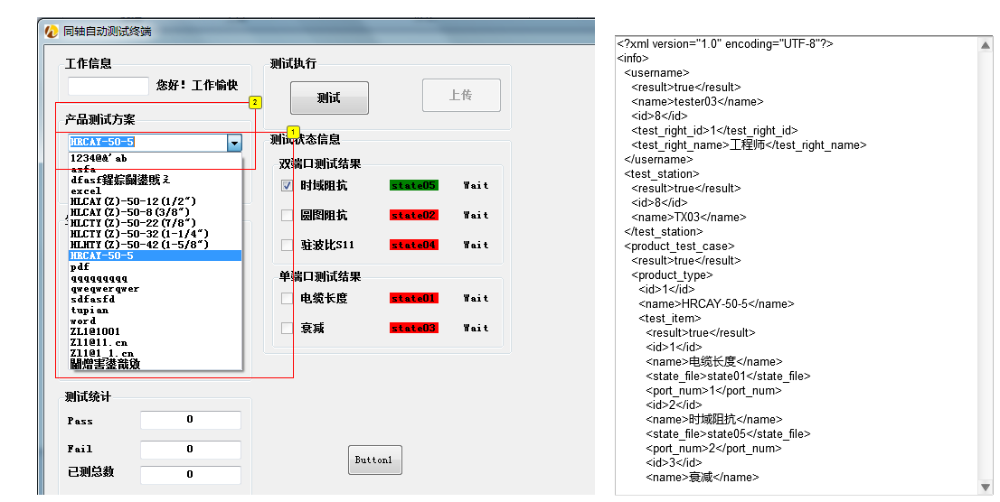 同轴自动测试终端
工作信息
您好！工作愉快
产品测试方案
HRCAY-50-5
1234@&'ab
asfa
excel
HLCAY(Z)-50-12(1/2")
HLCAY(Z)-50-8(3/8")
HLCTY(Z)-50-22(7/8")
HLCTY(Z)-50-32(1-1/4")
HLHTY(Z)-50-42(1-5/8")
HRCAY-50-5
pdf
qqqqqqqqq
qweqwerqwer
sdfasfd
tupian
word
ZL1@1001
Zl1@11.cn
Zl1@1_1.cn
测试统计
Pass 0
Fail 0
已测总数 0
2
1
测试执行
测试
上传
测试状态信息
双端口测试结果
时域阻抗 state05 Wait
圆图阻抗 state02 Wait
驻波比S11 state04 Wait
单端口测试结果
电缆长度 state01 Wait
衰减 state03 Wait
Button1
<?xml version="1.0" encoding="UTF-8"?>
<info>
<username>
<result>true</result>
<name>tester03</name>
<id>8</id>
<test_right_id>1</test_right_id>
<test_right_name>工程师</test_right_name>
</username>
<test_station>
<result>true</result>
<id>8</id>
<name>TX03</name>
</test_station>
<product_test_case>
<result>true</result>
<product_type>
<id>1</id>
<name>HRCAY-50-5</name>
<test_item>
<result>true</result>
<id>1</id>
<name>电缆长度</name>
<state_file>state01</state_file>
<port_num>1</port_num>
<id>2</id>
<name>时域阻抗</name>
<state_file>state05</state_file>
<port_num>2</port_num>
<id>3</id>
<name>衰减</name>